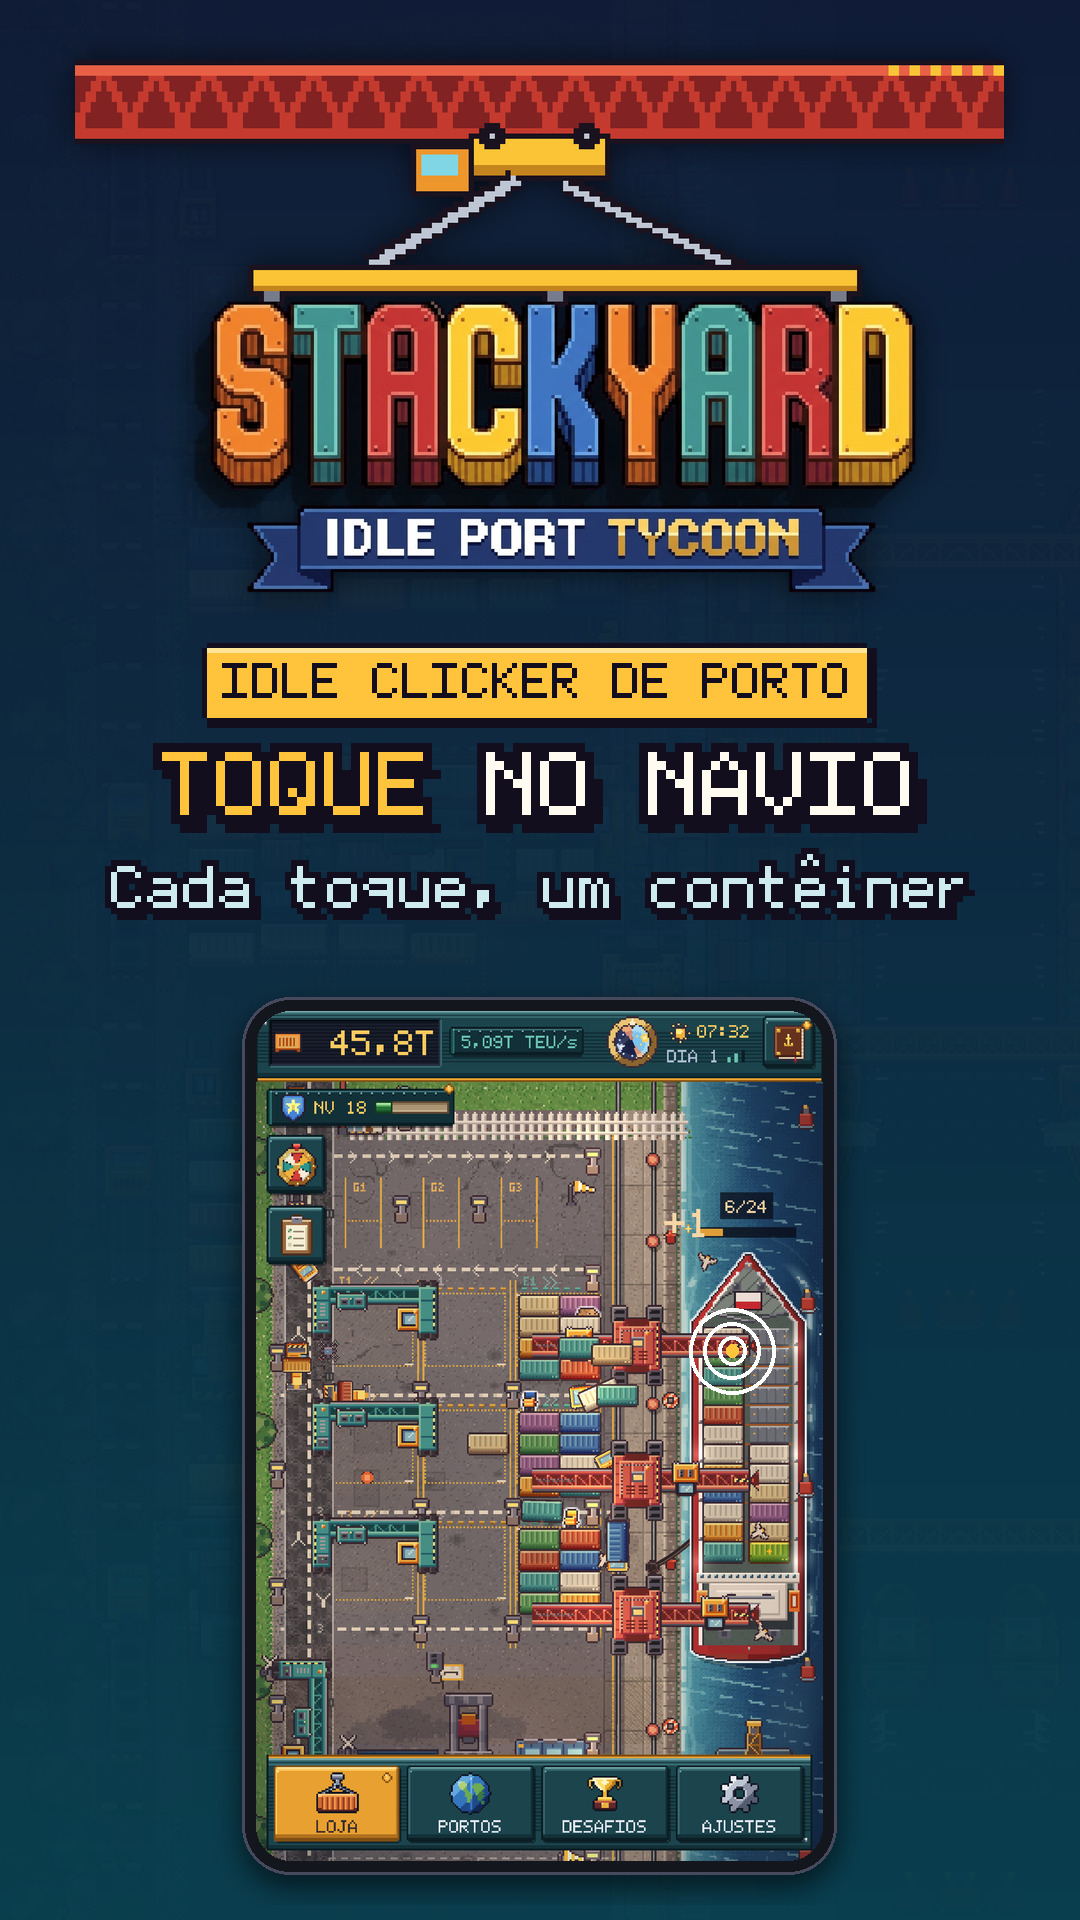 STACKYARD
IDLE PORT TYCOON
IDLE CLICKER DE PORTO
TOQUE NO NAVIO
Cada toque, um contêiner
45,8T
5,09T TEU/s
07:32
DIA 1
NV 18
G1 G2 G3
6/24
+1
E1
LOJA
PORTOS
DESAFIOS
AJUSTES